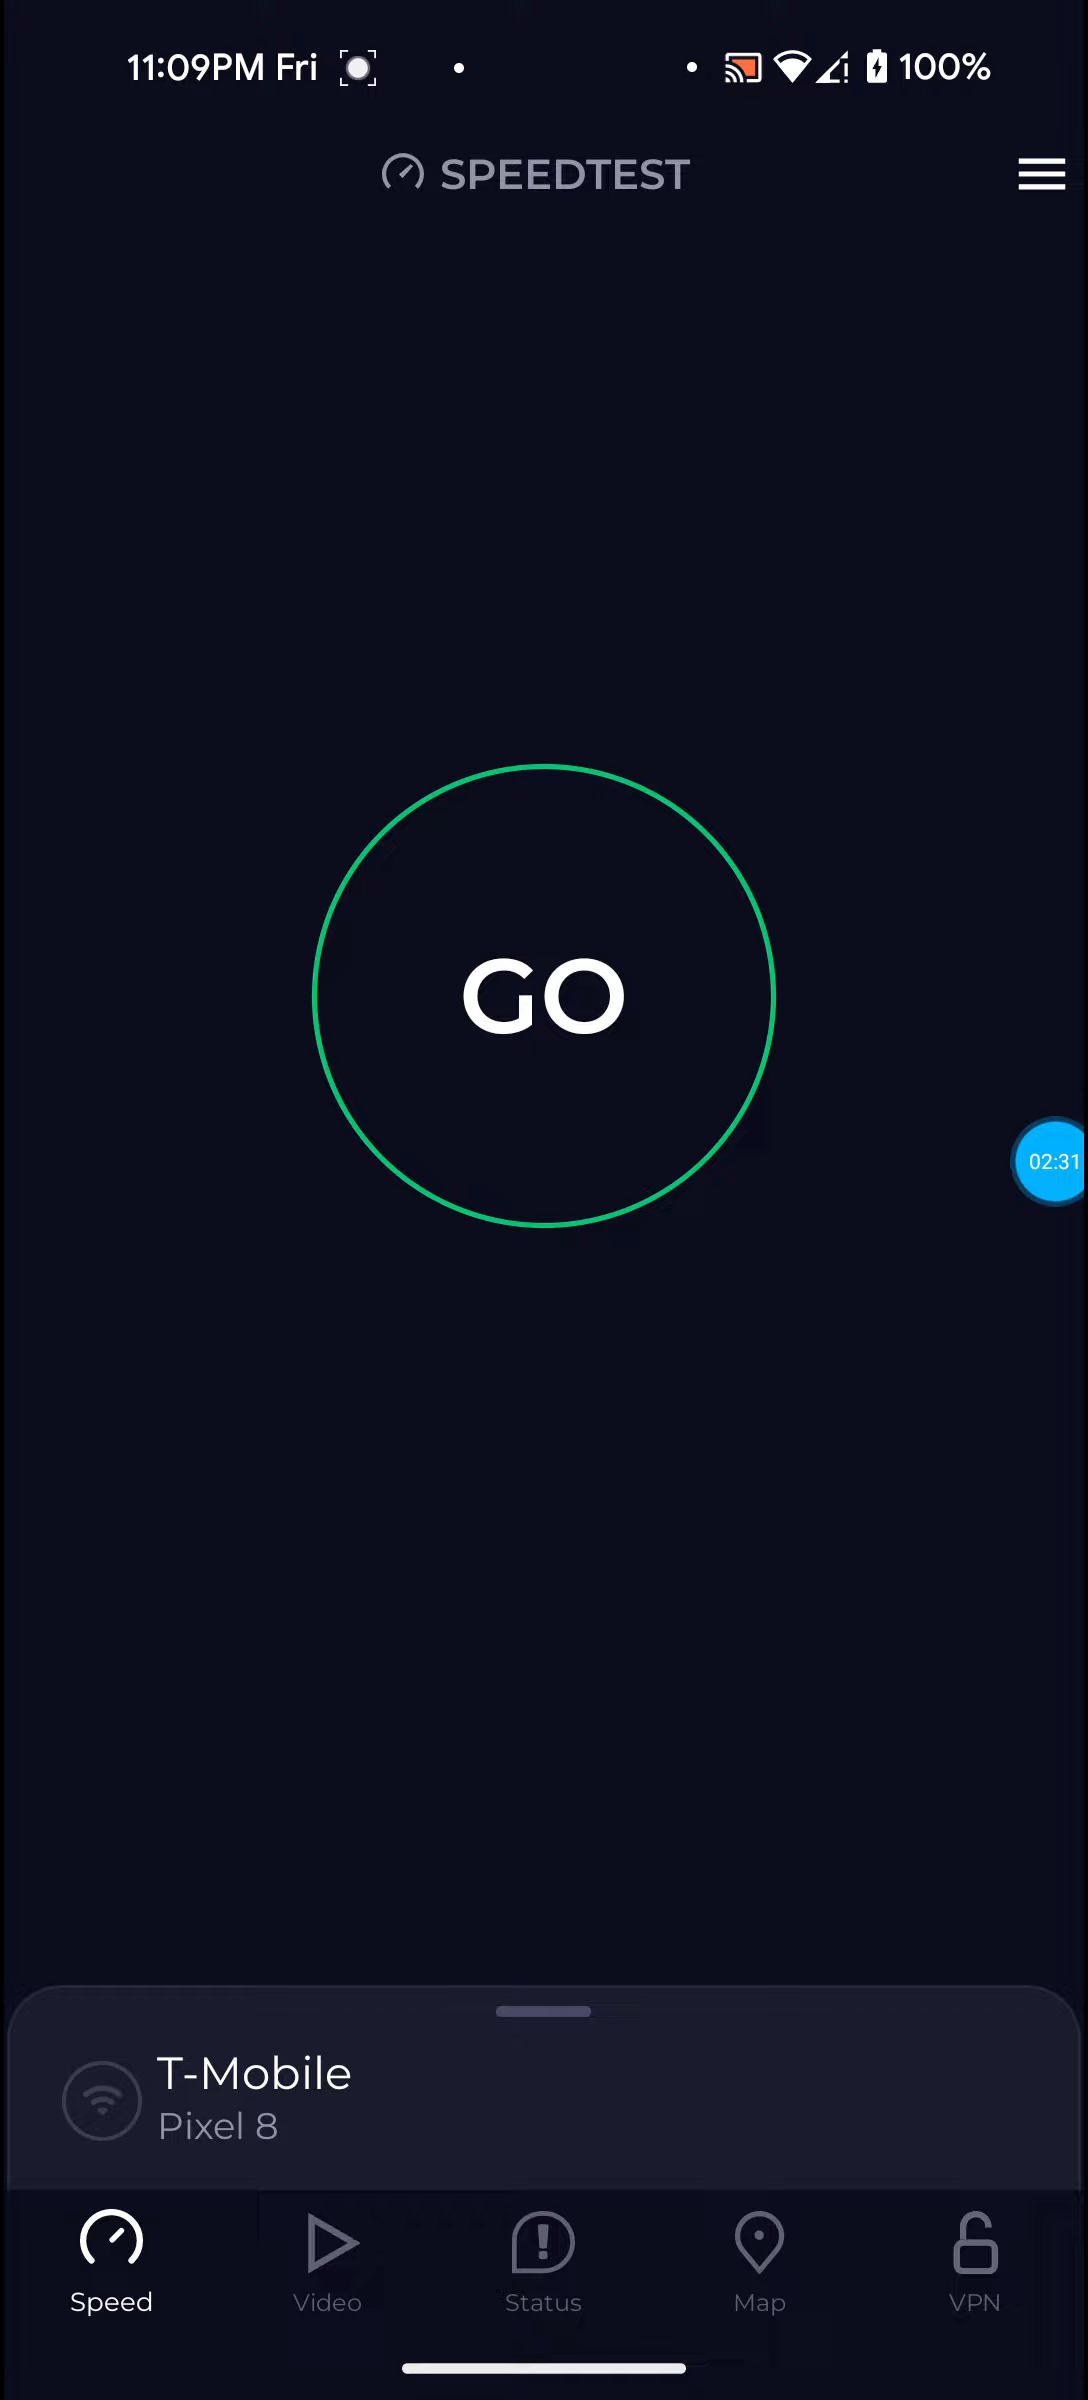 11:09PM Fri 100%
SPEEDTEST
GO
02:31
T-Mobile
Pixel 8
Speed Video Status Map VPN